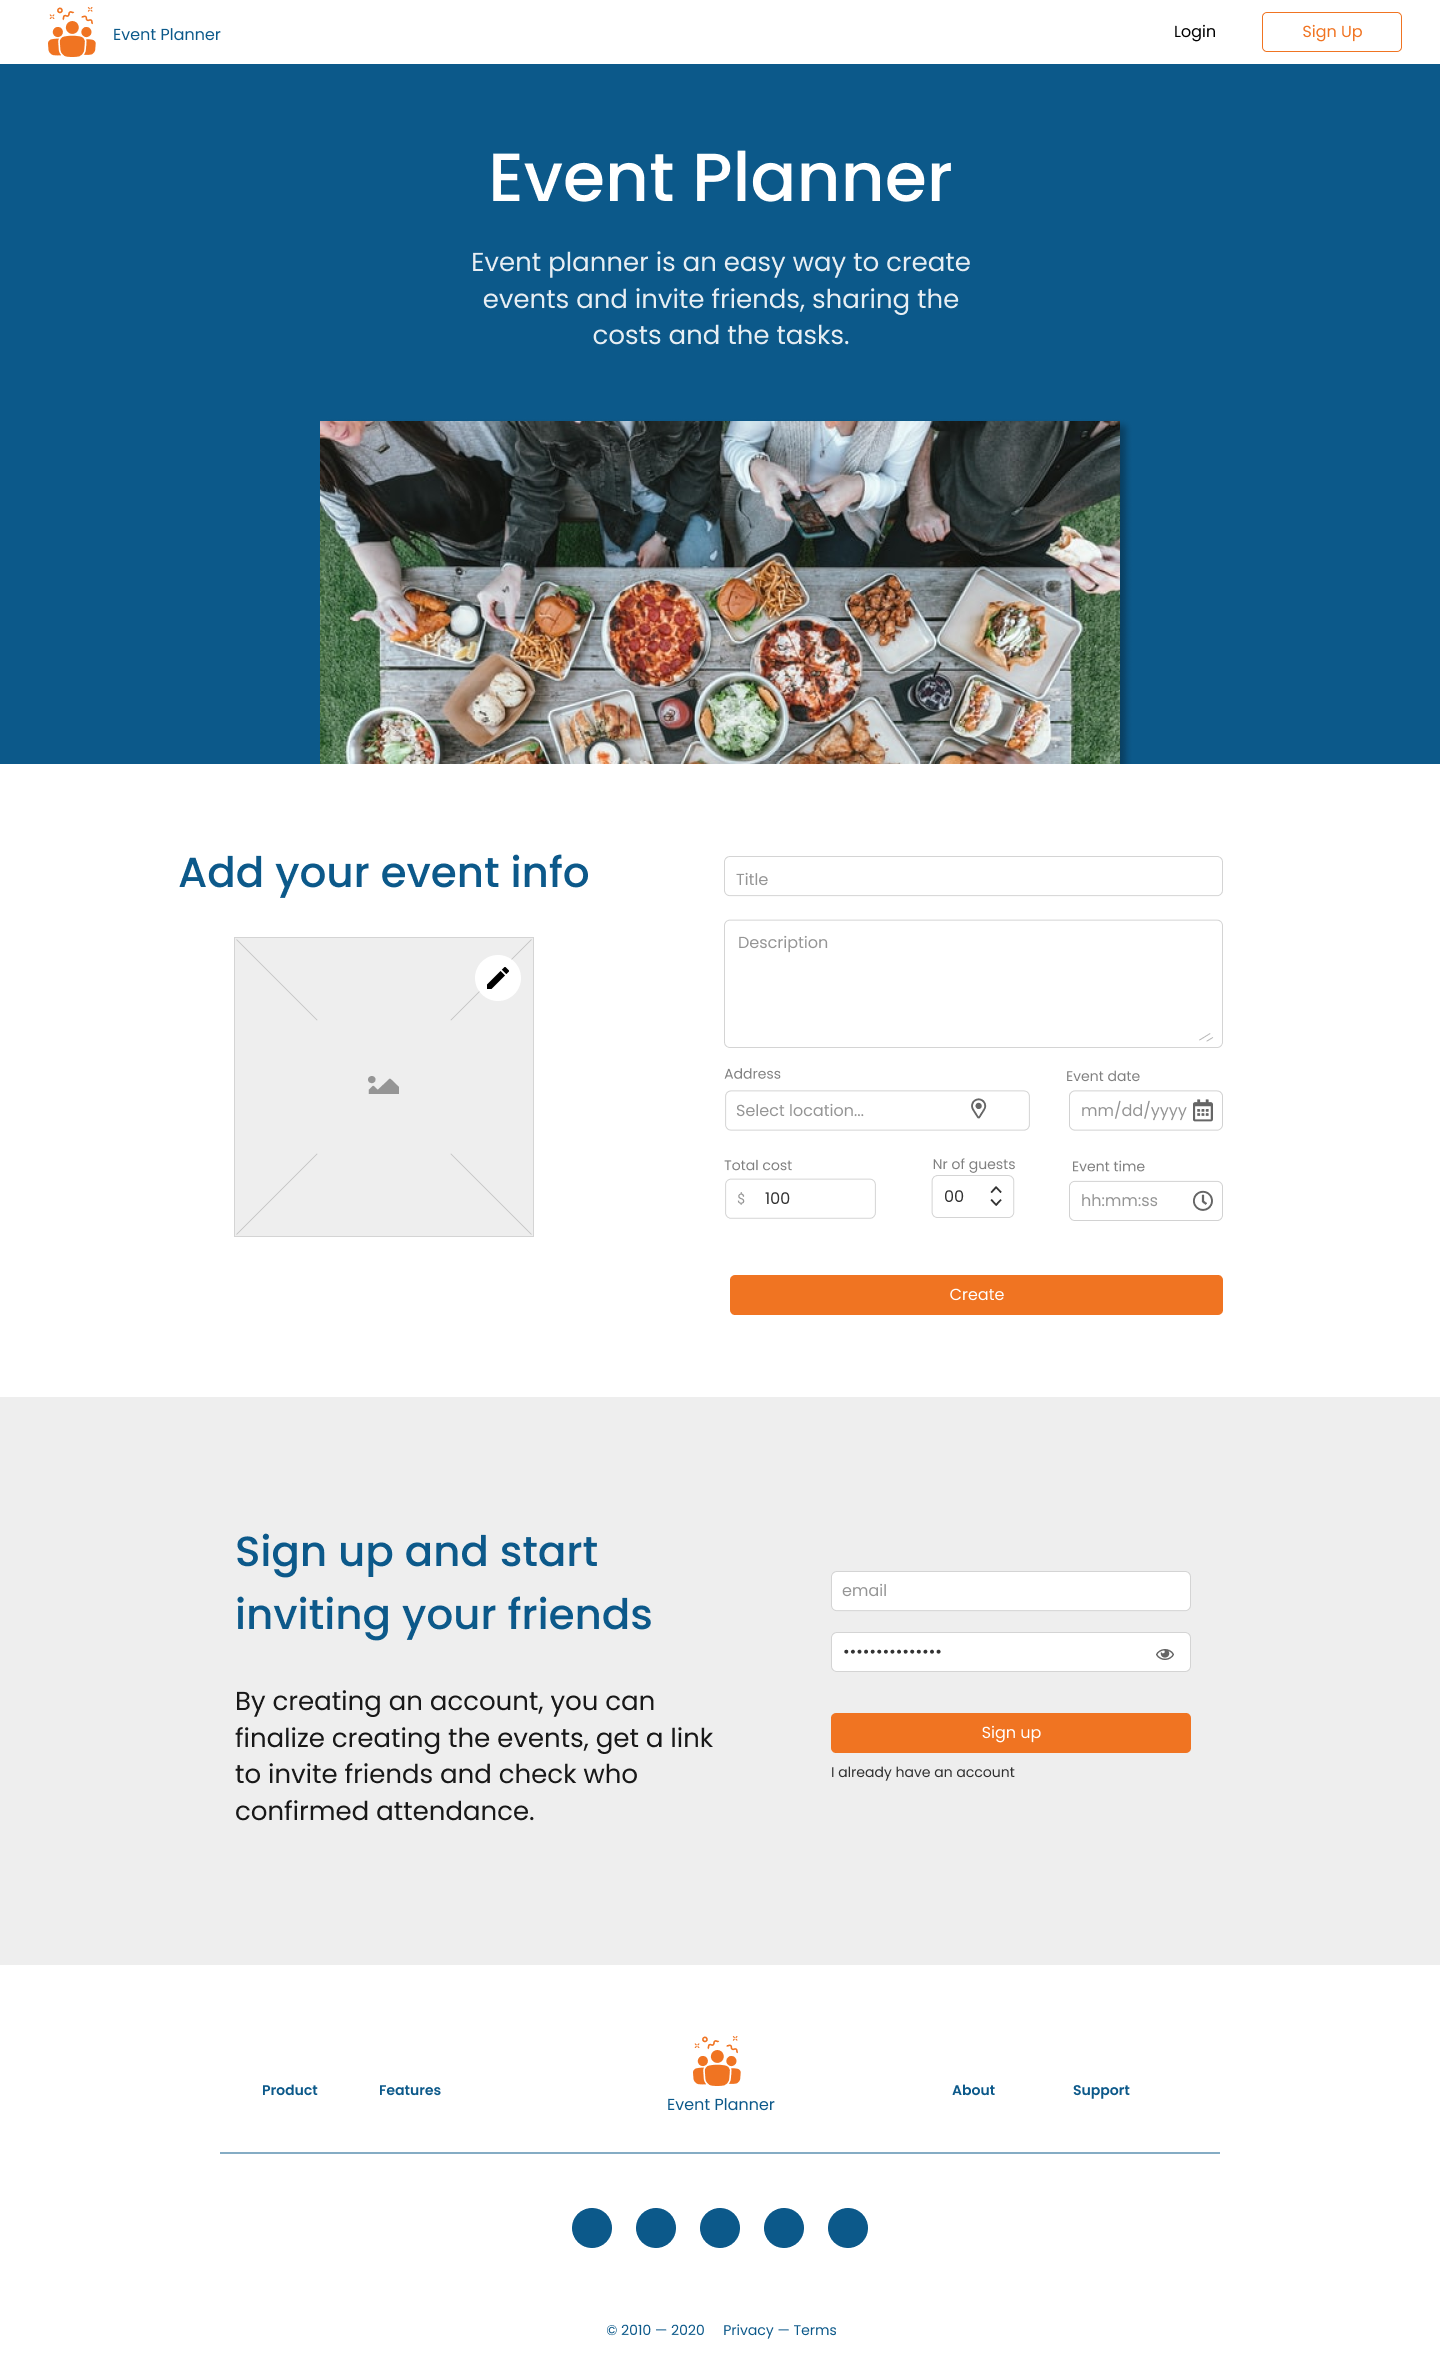 Event Planner
Login
Sign Up
Event Planner
Event planner is an easy way to create
events and invite friends, sharing the
costs and the tasks.
Add your event info
Title
Description
Address
Event date
Select location...
mm/dd/yyyy
Total cost
Nr of guests
Event time
$ 100
00
hh:mm:ss
Create
Sign up and start
inviting your friends
By creating an account, you can
finalize creating the events, get a link
to invite friends and check who
confirmed attendance.
email
•••••••••••••••
Sign up
I already have an account
Product
Features
Event Planner
About
Support
© 2010 — 2020 Privacy — Terms